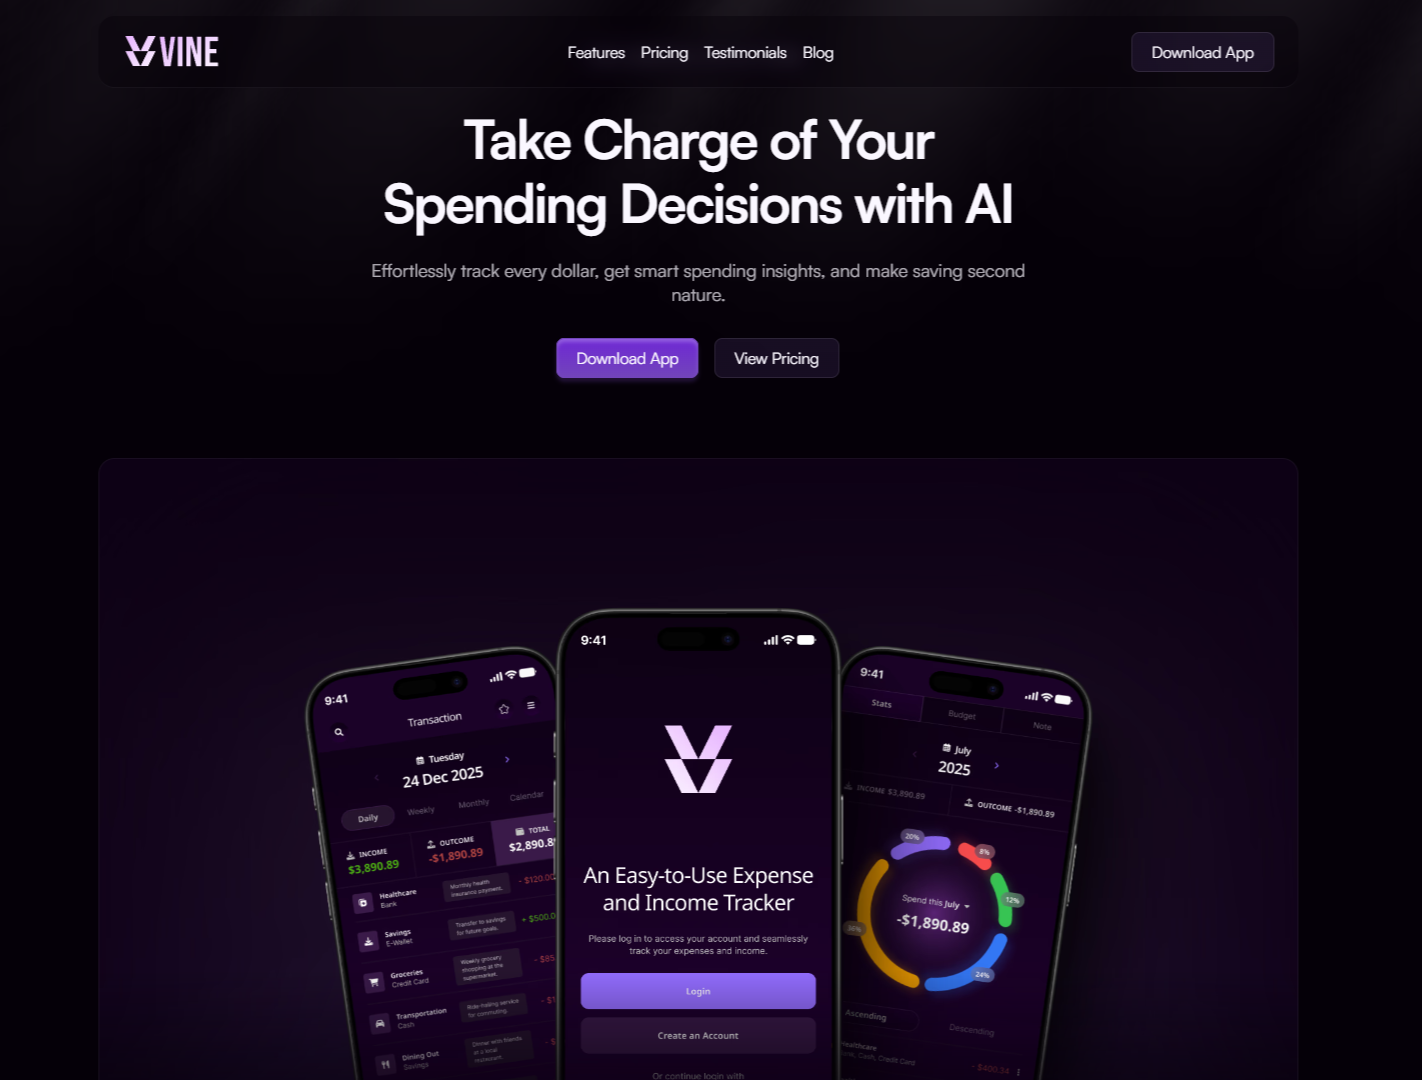 VINE
Features Pricing Testimonials Blog
Download App
Take Charge of Your
Spending Decisions with AI
Effortlessly track every dollar, get smart spending insights, and make saving second
nature.
Download App
View Pricing
9:41
Transaction
Tuesday
24 Dec 2025
Daily Weekly Monthly Calendar
INCOME
$3,890.89
OUTCOME
-$1,890.89
TOTAL
$2,890.8
Healthcare
Bank
Monthly health
insurance payment.
- $120.00
Savings
E-Wallet
Transfer to savings
for future goals.
+ $500.0
Groceries
Credit Card
Weekly grocery
shopping at the
supermarket.
- $85
Transportation
Cash
Ride-hailing service
for commuting.
- $1
Dining Out
Savings
Dinner with friends
at a local
restaurant.
- $
9:41
An Easy-to-Use Expense
and Income Tracker
Please log in to access your account and seamlessly
track your expenses and income.
Login
Create an Account
Or continue login with
9:41
Stats Budget Note
July
2025
INCOME $3,890.89
OUTCOME -$1,890.89
20%
8%
12%
24%
36%
Spend this July
-$1,890.89
Ascending
Descending
Healthcare
Bank, Cash, Credit Card
- $400.34